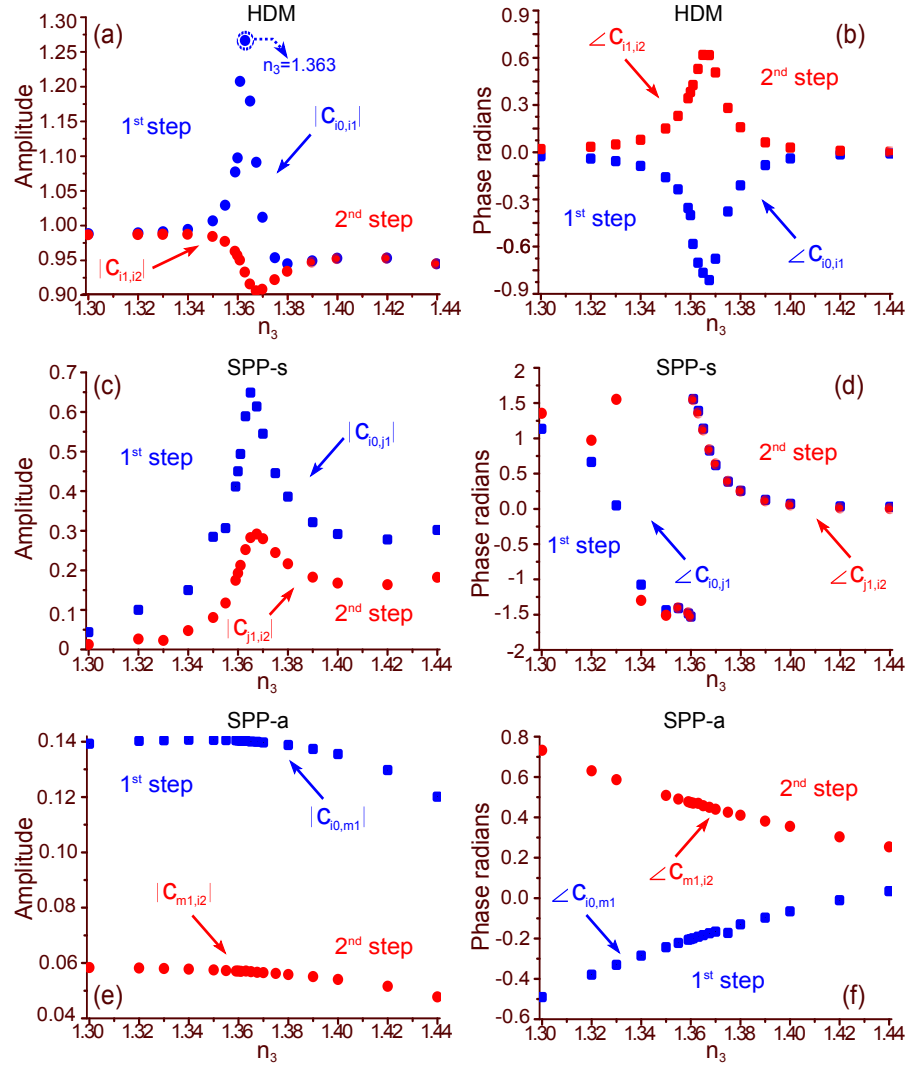 HDM
(a)
1.30
1.25
1.20
1.15
1.10
1.05
1.00
0.95
0.90
Amplitude
n3=1.363
1st step
|Ci0,i1|
2nd step
|Ci1,i2|
1.30 1.32 1.34 1.36 1.38 1.40 1.42 1.44
n3
HDM
(b)
0.9
0.6
0.3
0.0
-0.3
-0.6
-0.9
Phase radians
∠Ci1,i2
2nd step
1st step
∠Ci0,i1
1.30 1.32 1.34 1.36 1.38 1.40 1.42 1.44
n3
SPP-s
(c)
0.7
0.6
0.5
0.4
0.3
0.2
0.1
0
Amplitude
1st step
|Ci0,j1|
2nd step
|Cj1,i2|
1.30 1.32 1.34 1.36 1.38 1.40 1.42 1.44
n3
SPP-s
(d)
2
1.5
1
0.5
0
-0.5
-1
-1.5
-2
Phase radians
2nd step
1st step
∠Ci0,j1
∠Cj1,i2
1.30 1.32 1.34 1.36 1.38 1.40 1.42 1.44
n3
SPP-a
0.14
0.12
0.10
0.08
0.06
0.04
Amplitude
1st step
|Ci0,m1|
|Cm1,i2|
2nd step
(e)
1.30 1.32 1.34 1.36 1.38 1.40 1.42 1.44
n3
SPP-a
0.8
0.6
0.4
0.2
0.0
-0.2
-0.4
-0.6
Phase radians
2nd step
∠Cm1,i2
∠Ci0,m1
1st step
(f)
1.30 1.32 1.34 1.36 1.38 1.40 1.42 1.44
n3